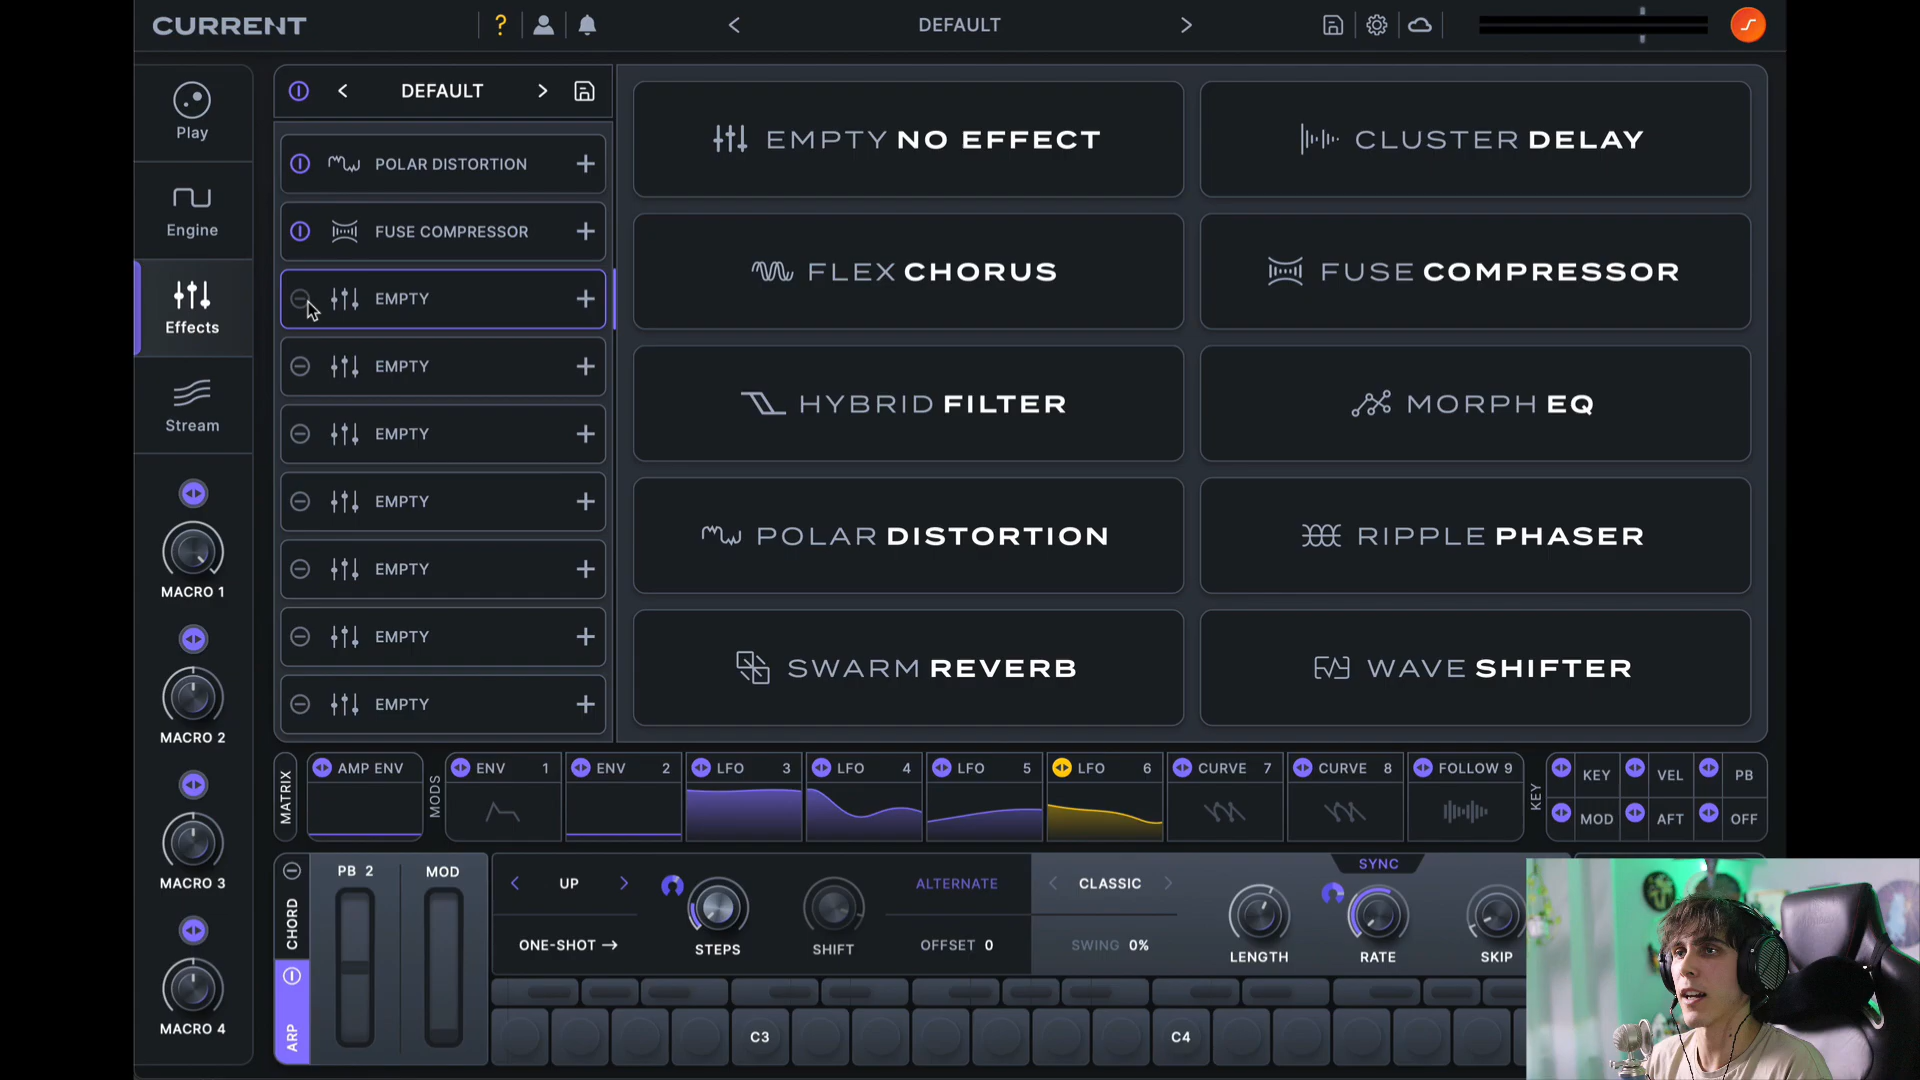 CURRENT
?
DEFAULT
Play
Engine
Effects
Stream
MACRO 1
MACRO 2
MACRO 3
MACRO 4
DEFAULT
POLAR DISTORTION
FUSE COMPRESSOR
EMPTY
EMPTY
EMPTY
EMPTY
EMPTY
EMPTY
EMPTY
EMPTY NO EFFECT
CLUSTER DELAY
FLEX CHORUS
FUSE COMPRESSOR
HYBRID FILTER
MORPH EQ
POLAR DISTORTION
RIPPLE PHASER
SWARM REVERB
WAVE SHIFTER
MATRIX
AMP ENV
MODS
ENV 1
ENV 2
LFO 3
LFO 4
LFO 5
LFO 6
CURVE 7
CURVE 8
FOLLOW 9
KEY
KEY VEL PB
MOD AFT OFF
CHORD
ARP
PB 2
MOD
UP
ONE-SHOT →
STEPS
SHIFT
ALTERNATE
OFFSET 0
CLASSIC
SWING 0%
SYNC
LENGTH
RATE
SKIP
C3
C4